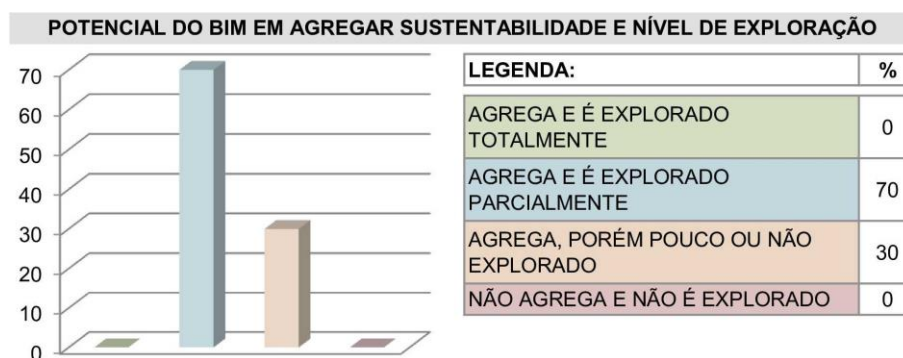 POTENCIAL DO BIM EM AGREGAR SUSTENTABILIDADE E NÍVEL DE EXPLORAÇÃO
70
60
50
40
30
20
10
0
LEGENDA: %
AGREGA E É EXPLORADO
TOTALMENTE 0
AGREGA E É EXPLORADO
PARCIALMENTE 70
AGREGA, PORÉM POUCO OU NÃO
EXPLORADO 30
NÃO AGREGA E NÃO É EXPLORADO 0